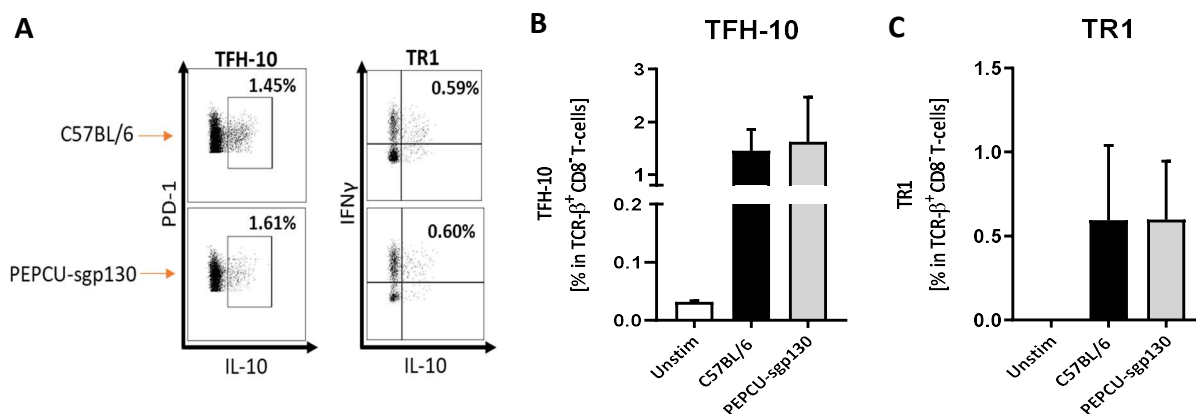 A
TFH-10
TR1
1.45%
0.59%
C57BL/6
PD-1
IFNγ
1.61%
0.60%
PEPCU-sgp130
IL-10
IL-10
B
TFH-10
TFH-10
[% in TCR-β⁺ CD8⁻T-cells]
3
2
1
0.2
0.1
0.0
Unstim
C57BL/6
PEPCU-sgp130
C
TR1
TR1
[% in TCR-β⁺ CD8⁻T-cells]
1.5
1.0
0.5
0.0
Unstim
C57BL/6
PEPCU-sgp130